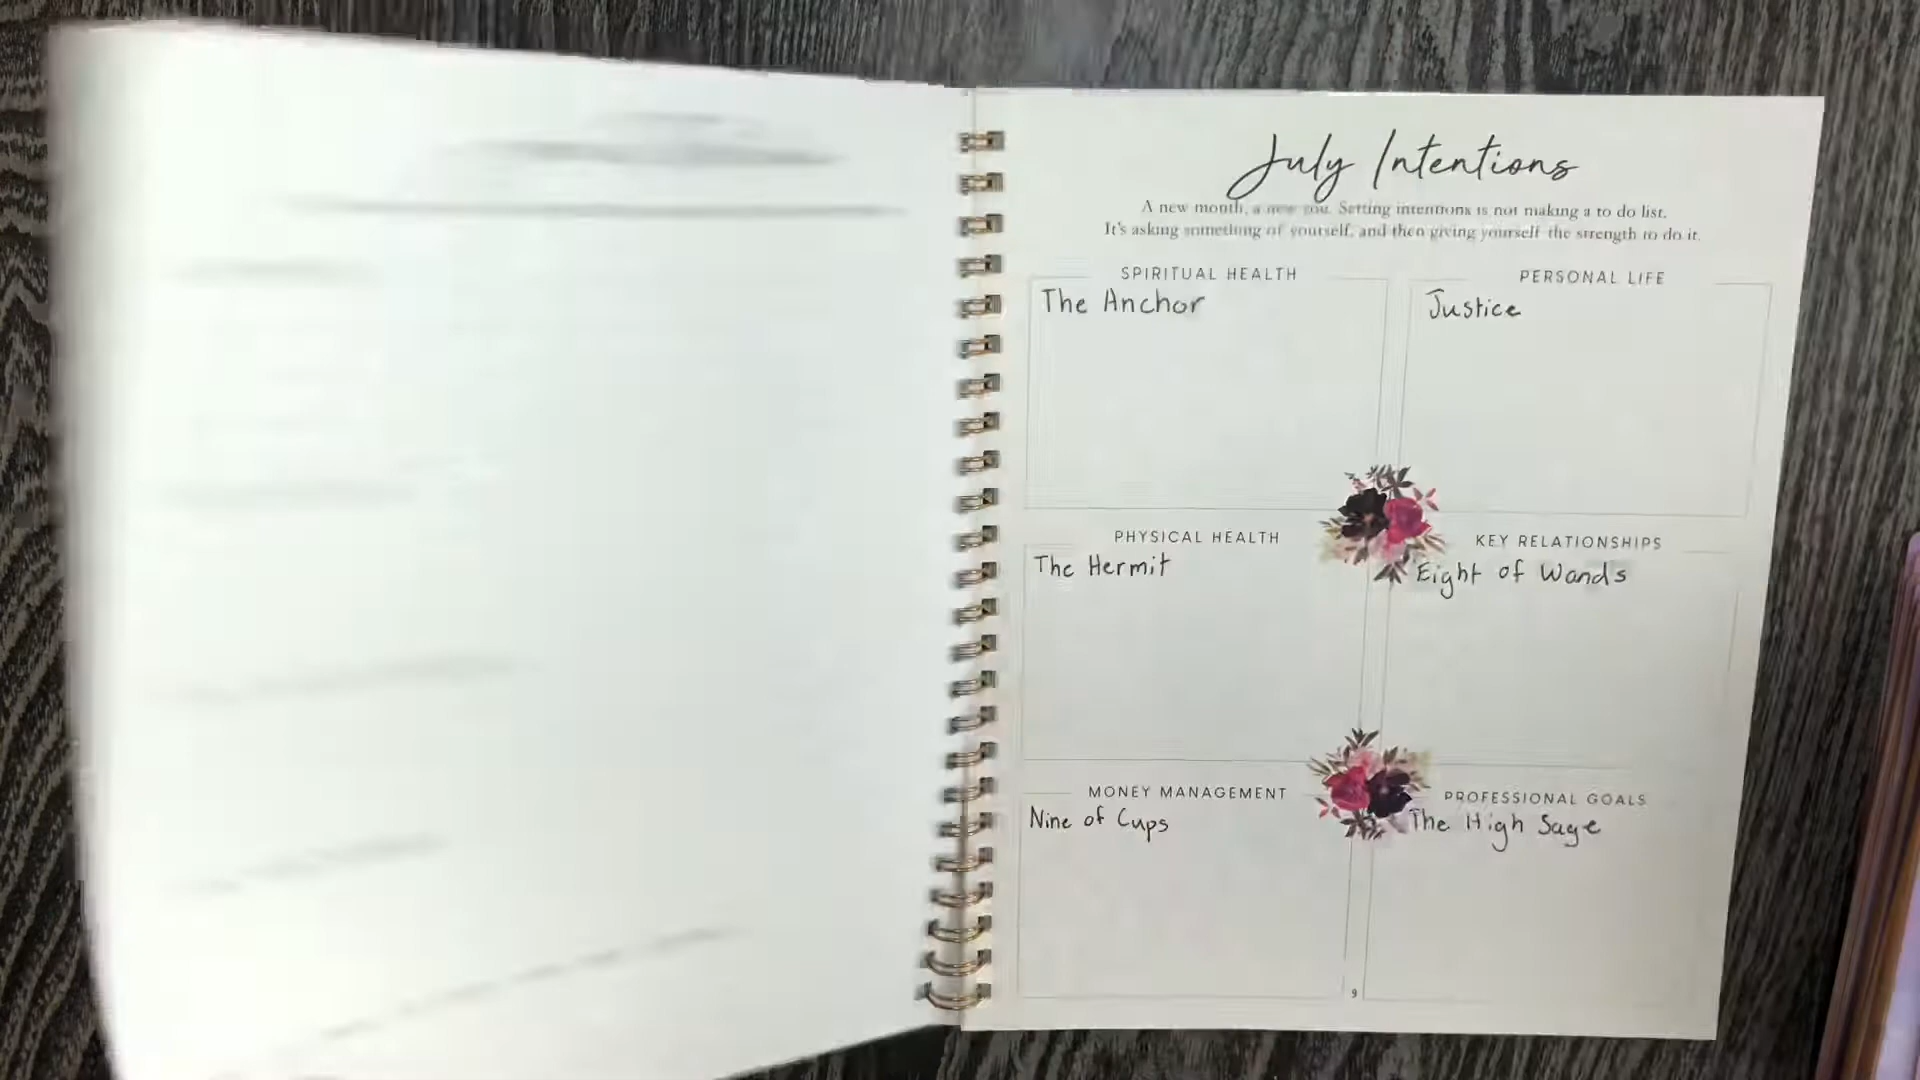 July Intentions
A new month, a new you. Setting intentions is not making a to do list.
It's asking something of yourself, and then giving yourself the strength to do it.
SPIRITUAL HEALTH
The Anchor
PERSONAL LIFE
Justice
PHYSICAL HEALTH
The Hermit
KEY RELATIONSHIPS
Eight of Wands
MONEY MANAGEMENT
Nine of Cups
PROFESSIONAL GOALS
The High Sage
9